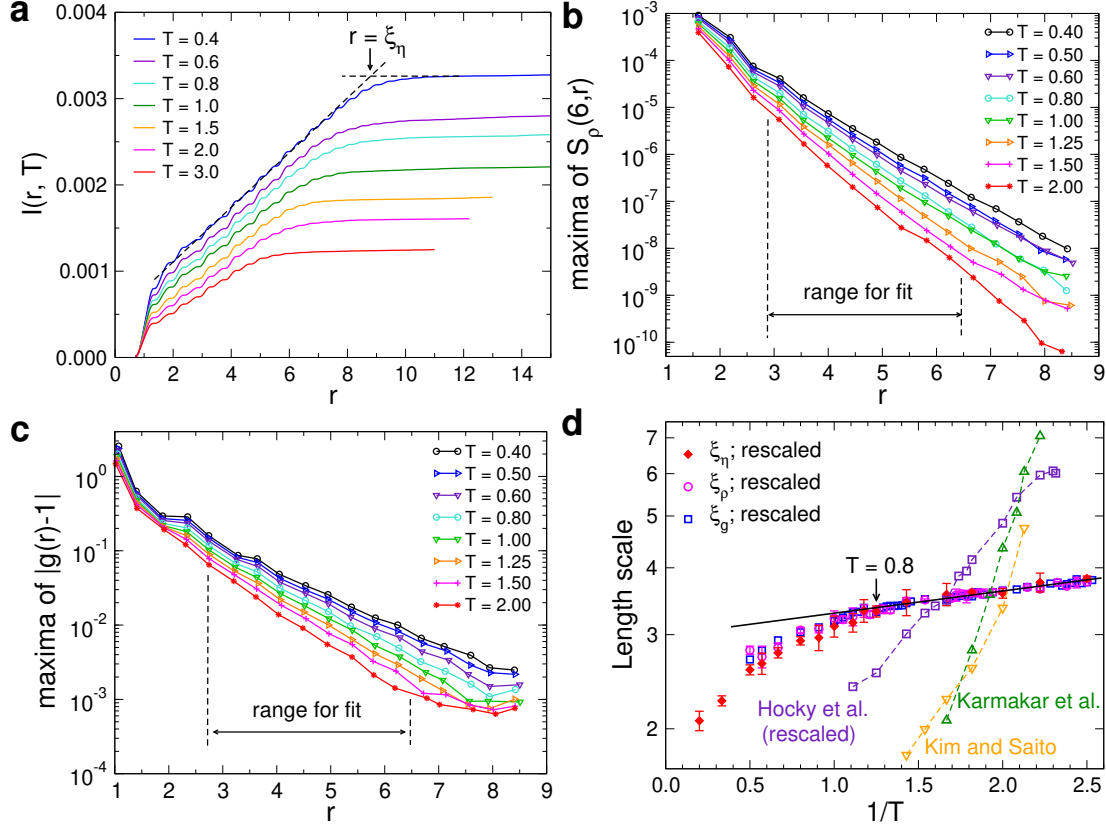 a
I(r, T)
0.004
0.003
0.002
0.001
0.000
T = 0.4
T = 0.6
T = 0.8
T = 1.0
T = 1.5
T = 2.0
T = 3.0
r = ξη
0 2 4 6 8 10 12 14
r
b
maxima of Sρ(6,r)
10-3
10-4
10-5
10-6
10-7
10-8
10-9
10-10
T = 0.40
T = 0.50
T = 0.60
T = 0.80
T = 1.00
T = 1.25
T = 1.50
T = 2.00
range for fit
1 2 3 4 5 6 7 8 9
r
c
maxima of |g(r)-1|
100
10-1
10-2
10-3
10-4
T = 0.40
T = 0.50
T = 0.60
T = 0.80
T = 1.00
T = 1.25
T = 1.50
T = 2.00
range for fit
1 2 3 4 5 6 7 8 9
r
d
Length scale
7
6
5
4
3
2
ξη; rescaled
ξρ; rescaled
ξg; rescaled
T = 0.8
Hocky et al.
(rescaled)
Karmakar et al.
Kim and Saito
0.0 0.5 1.0 1.5 2.0 2.5
1/T